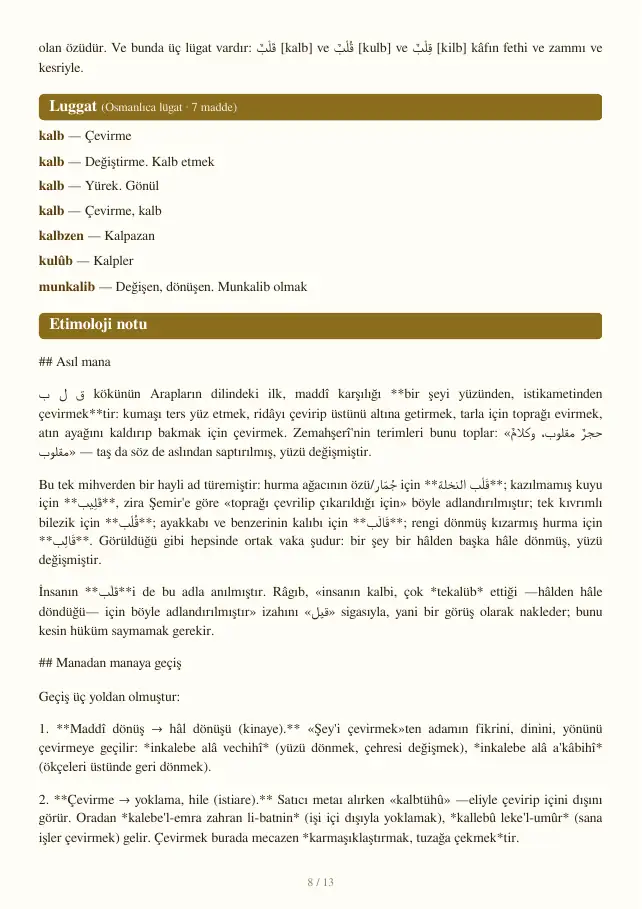 olan özüdür. Ve bunda üç lügat vardır: قَلْبٌ [kalb] ve قُلْبٌ [kulb] ve قِلْبٌ [kilb] kâfın fethi ve zammı ve
kesriyle.
Luggat (Osmanlıca lügat · 7 madde)
kalb — Çevirme
kalb — Değiştirme. Kalb etmek
kalb — Yürek. Gönül
kalb — Çevirme, kalb
kalbzen — Kalpazan
kulûb — Kalpler
munkalib — Değişen, dönüşen. Munkalib olmak
Etimoloji notu
## Asıl mana
ق ل ب kökünün Arapların dilindeki ilk, maddî karşılığı **bir şeyi yüzünden, istikametinden
çevirmek**tir: kumaşı ters yüz etmek, ridâyı çevirip üstünü altına getirmek, tarla için toprağı evirmek,
atın ayağını kaldırıp bakmak için çevirmek. Zemahşerî'nin terimleri bunu toplar: «حجرٌ مقلوب، وكلامٌ
مقلوب» — taş da söz de aslından saptırılmış, yüzü değişmiştir.
Bu tek mihverden bir hayli ad türemiştir: hurma ağacının özü/جُمَّار için **قَلْب النخلة**; kazılmamış kuyu
için **قَلِيب**, zira Şemir'e göre «toprağı çevrilip çıkarıldığı için» böyle adlandırılmıştır; tek kıvrımlı
bilezik için **قُلْب**; ayakkabı ve benzerinin kalıbı için **قَالَب**; rengi dönmüş kızarmış hurma için
**قَالِب**. Görüldüğü gibi hepsinde ortak vaka şudur: bir şey bir hâlden başka hâle dönmüş, yüzü
değişmiştir.
İnsanın **قَلْب**i de bu adla anılmıştır. Râgıb, «insanın kalbi, çok *tekalüb* ettiği —hâlden hâle
döndüğü— için böyle adlandırılmıştır» izahını «قيل» sigasıyla, yani bir görüş olarak nakleder; bunu
kesin hüküm saymamak gerekir.
## Manadan manaya geçiş
Geçiş üç yoldan olmuştur:
1. **Maddî dönüş → hâl dönüşü (kinaye).** «Şey'i çevirmek»ten adamın fikrini, dinini, yönünü
çevirmeye geçilir: *inkalebe alâ vechihî* (yüzü dönmek, çehresi değişmek), *inkalebe alâ a'kâbihî*
(ökçeleri üstünde geri dönmek).
2. **Çevirme → yoklama, hile (istiare).** Satıcı metaı alırken «kalbtühû» —eliyle çevirip içini dışını
görür. Oradan *kalebe'l-emra zahran li-batnin* (işi içi dışıyla yoklamak), *kallebû leke'l-umûr* (sana
işler çevirmek) gelir. Çevirmek burada mecazen *karmaşıklaştırmak, tuzağa çekmek*tir.
8 / 13